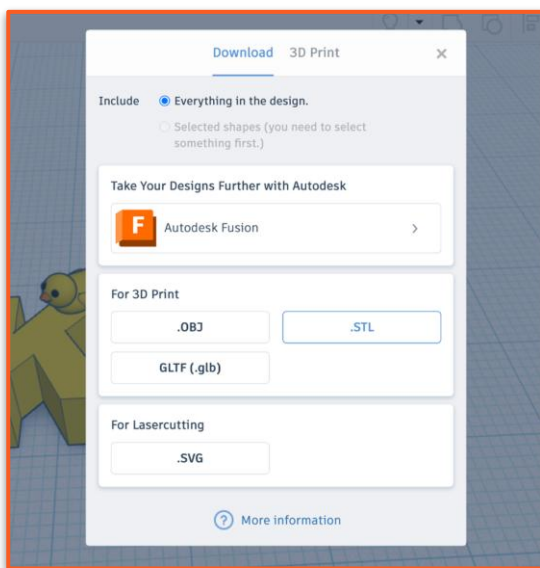 Download 3D Print
Include Everything in the design.
Selected shapes (you need to select
something first.)
Take Your Designs Further with Autodesk
F Autodesk Fusion
For 3D Print
.OBJ .STL
GLTF (.glb)
For Lasercutting
.SVG
? More information